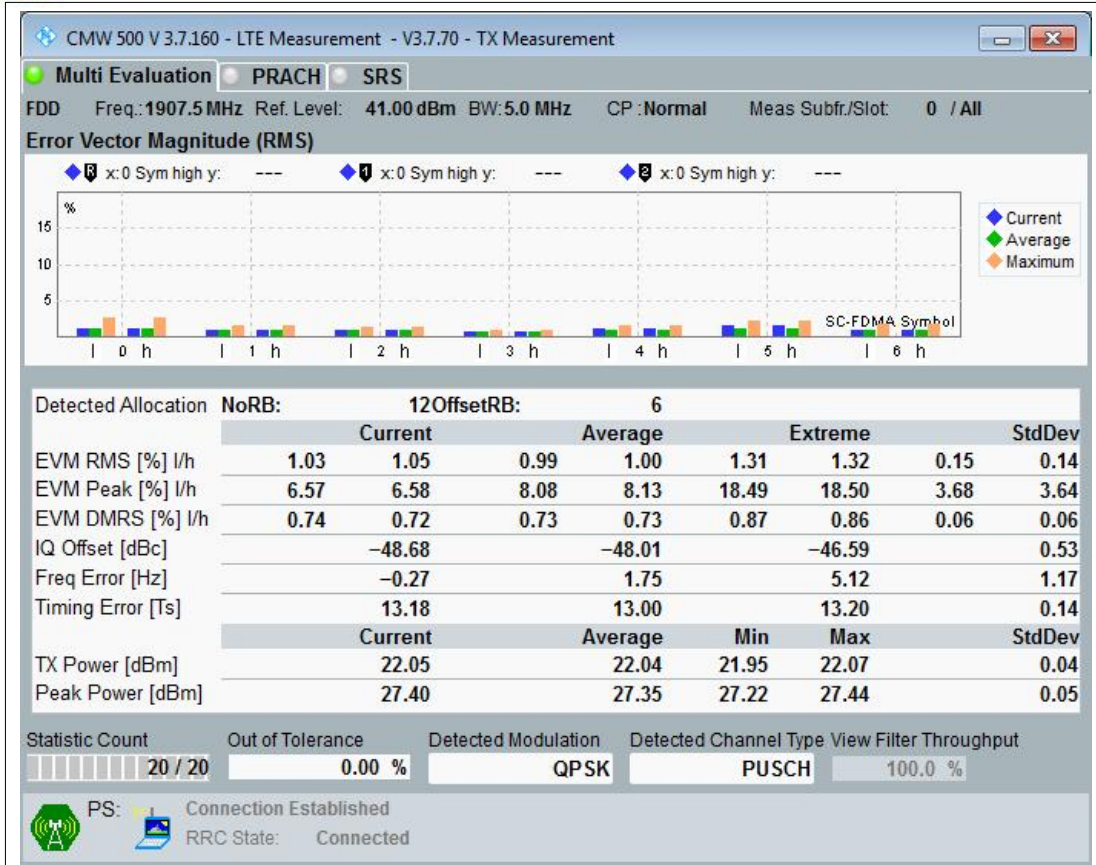 CMW 500 V 3.7.160 - LTE Measurement - V3.7.70 - TX Measurement
Multi Evaluation PRACH SRS
FDD Freq.: 1907.5 MHz Ref. Level: 41.00 dBm BW: 5.0 MHz CP : Normal Meas Subfr./Slot: 0 / All
Error Vector Magnitude (RMS)
R x: 0 Sym high y: --- 1 x: 0 Sym high y: --- 2 x: 0 Sym high y: ---
%
15
10
5
Current
Average
Maximum
SC-FDMA Symbol
l 0 h l 1 h l 2 h l 3 h l 4 h l 5 h l 6 h
Detected Allocation NoRB: 12 OffsetRB: 6
Current Average Extreme StdDev
EVM RMS [%] l/h 1.03 1.05 0.99 1.00 1.31 1.32 0.15 0.14
EVM Peak [%] l/h 6.57 6.58 8.08 8.13 18.49 18.50 3.68 3.64
EVM DMRS [%] l/h 0.74 0.72 0.73 0.73 0.87 0.86 0.06 0.06
IQ Offset [dBc] −48.68 −48.01 −46.59 0.53
Freq Error [Hz] −0.27 1.75 5.12 1.17
Timing Error [Ts] 13.18 13.00 13.20 0.14
Current Average Min Max StdDev
TX Power [dBm] 22.05 22.04 21.95 22.07 0.04
Peak Power [dBm] 27.40 27.35 27.22 27.44 0.05
Statistic Count Out of Tolerance Detected Modulation Detected Channel Type View Filter Throughput
20 / 20 0.00 % QPSK PUSCH 100.0 %
PS: Connection Established
RRC State: Connected